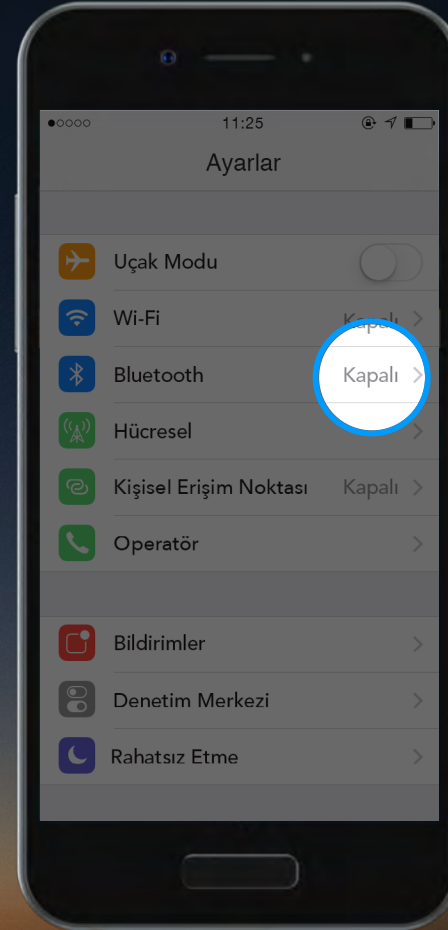 11:25
Ayarlar
Uçak Modu
Wi-Fi Kapalı
Bluetooth Kapalı
Hücresel
Kişisel Erişim Noktası Kapalı
Operatör
Bildirimler
Denetim Merkezi
Rahatsız Etme